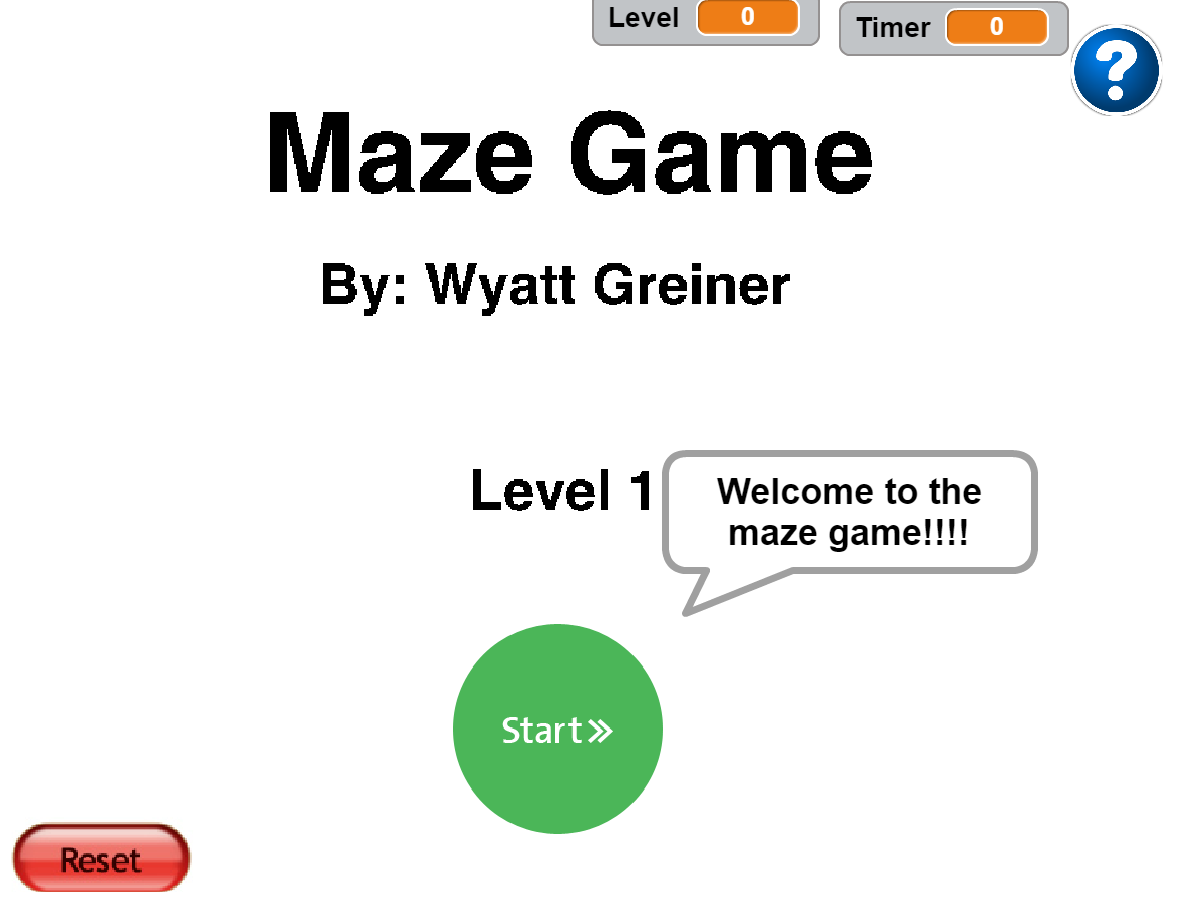 Level 0
Timer 0
?
Maze Game
By: Wyatt Greiner
Level 1
Welcome to the
maze game!!!!
Start»
Reset